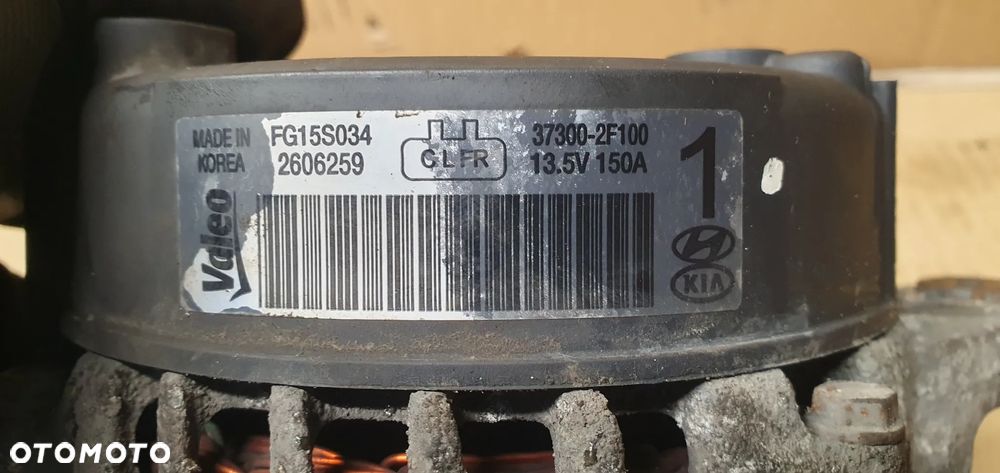 MADE IN
KOREA
FG15S034
2606259
C L FR
37300-2F100
13.5V 150A
1
Valeo
KIA
OTOMOTO